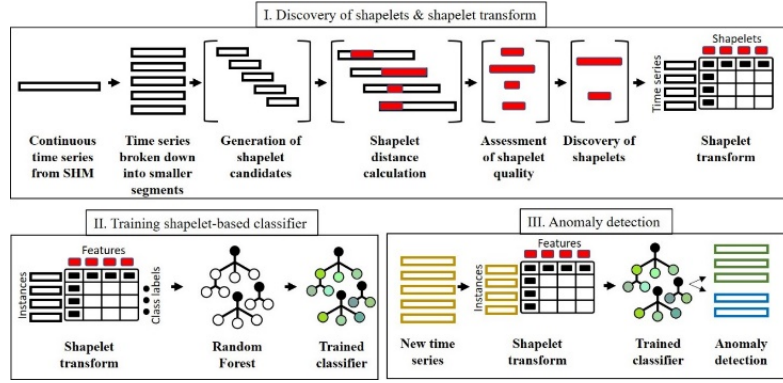 I. Discovery of shapelets & shapelet transform
Shapelets
Time series
Continuous
time series
from SHM
Time series
broken down
into smaller
segments
Generation of
shapelet
candidates
Shapelet
distance
calculation
Assessment
of shapelet
quality
Discovery of
shapelets
Shapelet
transform
II. Training shapelet-based classifier
Features
Instances
Class labels
Shapelet
transform
Random
Forest
Trained
classifier
III. Anomaly detection
Features
Instances
New time
series
Shapelet
transform
Trained
classifier
Anomaly
detection